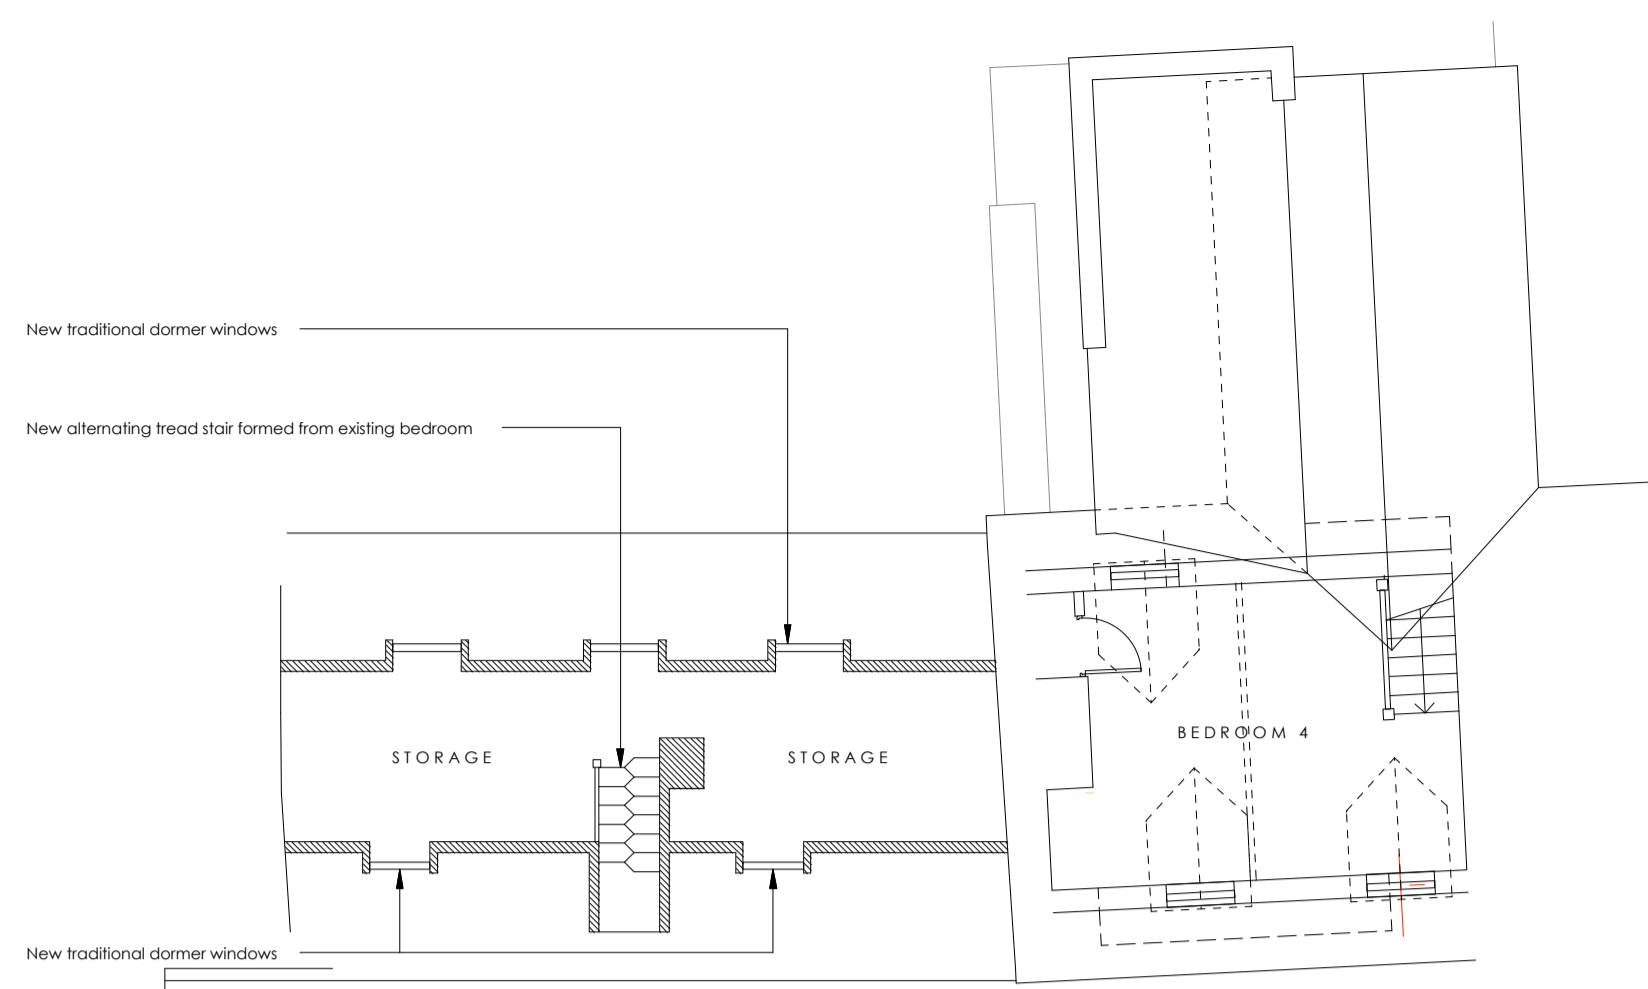 New traditional dormer windows
New alternating tread stair formed from existing bedroom
BEDROOM 4
STORAGE
STORAGE
New traditional dormer windows